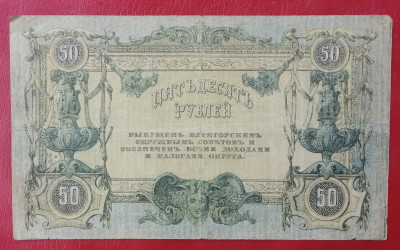 50 50
ПЯТЬДЕСЯТЪ
РУБЛЕЙ
ВЫПУЩЕНЪ ПЯТИГОРСКИМЪ
ОКРУЖНЫМЪ СОВѢТОМЪ И
ОБЕЗПЕЧЕНЪ ВСѢМИ ДОХОДАМИ
И НАЛОГАМИ ОКРУГА.
50 50